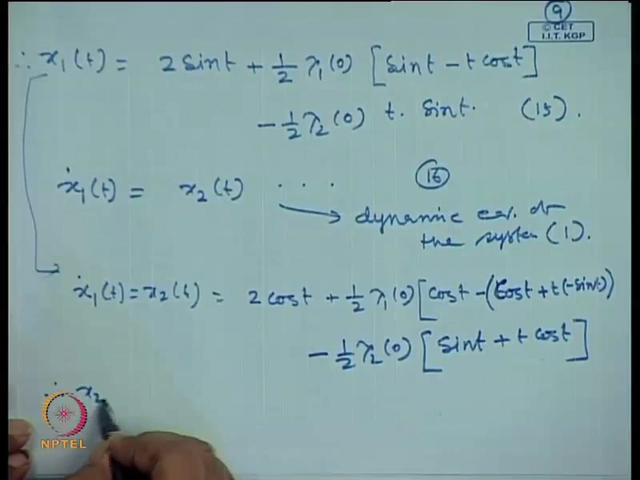 9
© CET
I.I.T. KGP
∴ x₁(t) = 2 sint + 1/2 λ₁(0) [sint - t cost]
- 1/2 λ₂(0) t. sint. (15).
ẋ₁(t) = x₂(t) . . . (16)
→ dynamic eqn. of
the system (1).
ẋ₁(t) = x₂(t) = 2 cost + 1/2 λ₁(0) [cost - (cost + t(-sint))
- 1/2 λ₂(0) [sint + t cost]
∴ x₂
NPTEL